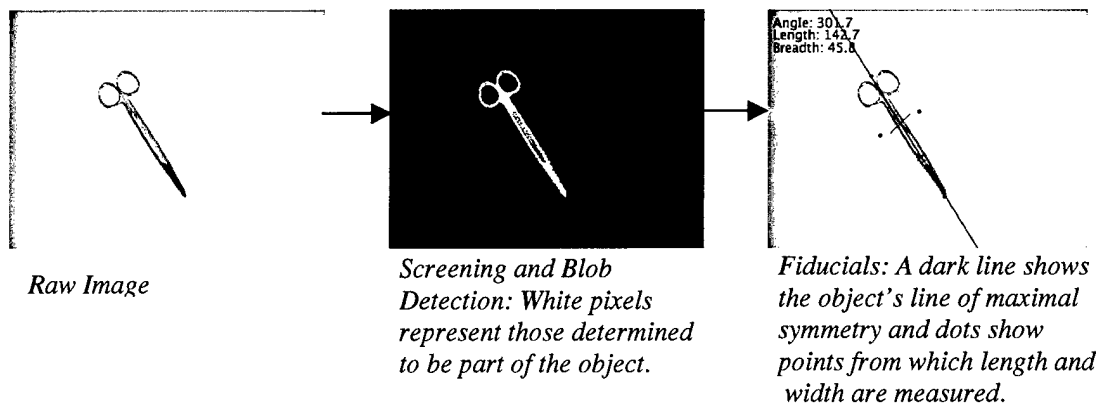 Angle: 301.7
Length: 142.7
Breadth: 45.8
Raw Image
Screening and Blob
Detection: White pixels
represent those determined
to be part of the object.
Fiducials: A dark line shows
the object's line of maximal
symmetry and dots show
points from which length and
width are measured.